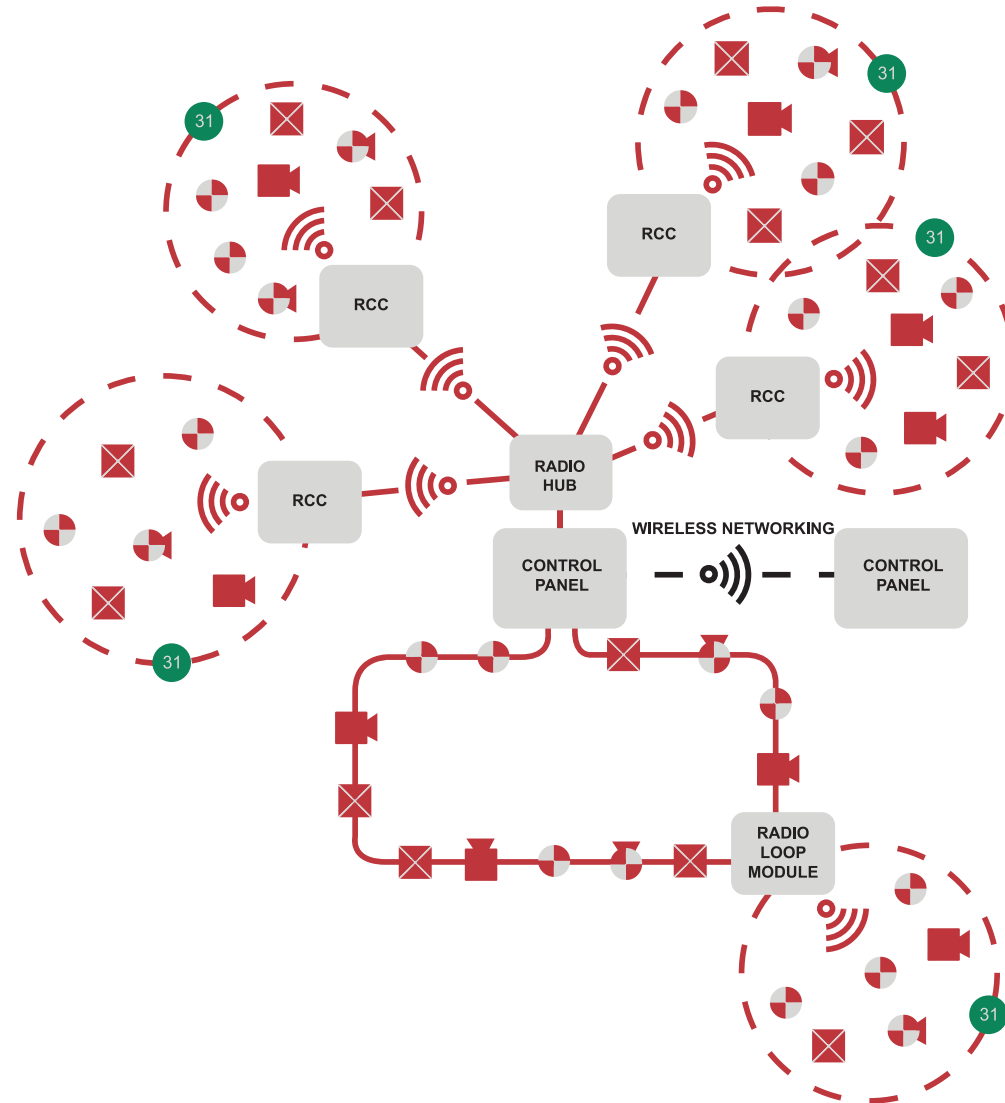 31
31
31
RCC
RCC
RCC
RCC
RADIO
HUB
WIRELESS NETWORKING
CONTROL
PANEL
CONTROL
PANEL
31
RADIO
LOOP
MODULE
31